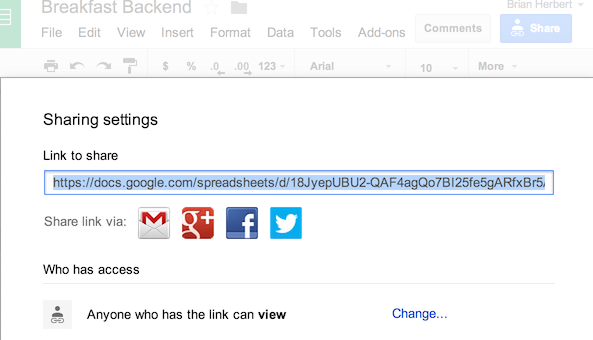 Breakfast Backend
Brian Herbert
File Edit View Insert Format Data Tools Add-ons
Comments
Share
$ % .0 .00 123 Arial 10 More
Sharing settings
Link to share
https://docs.google.com/spreadsheets/d/18JyepUBU2-QAF4agQo7BI25fe5gARfxBr5
Share link via:
g+ f
Who has access
Anyone who has the link can view Change...